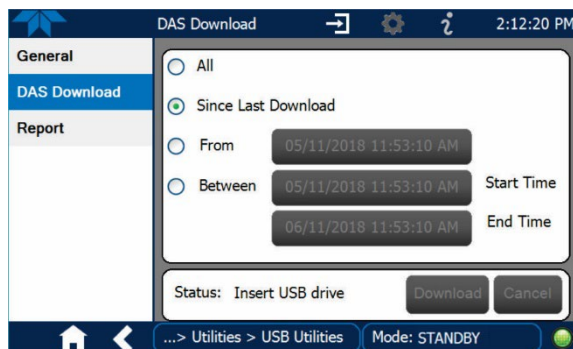 DAS Download
2:12:20 PM
General
DAS Download
Report
All
Since Last Download
From 05/11/2018 11:53:10 AM
Between 05/11/2018 11:53:10 AM Start Time
06/11/2018 11:53:10 AM End Time
Status: Insert USB drive Download Cancel
...> Utilities > USB Utilities Mode: STANDBY